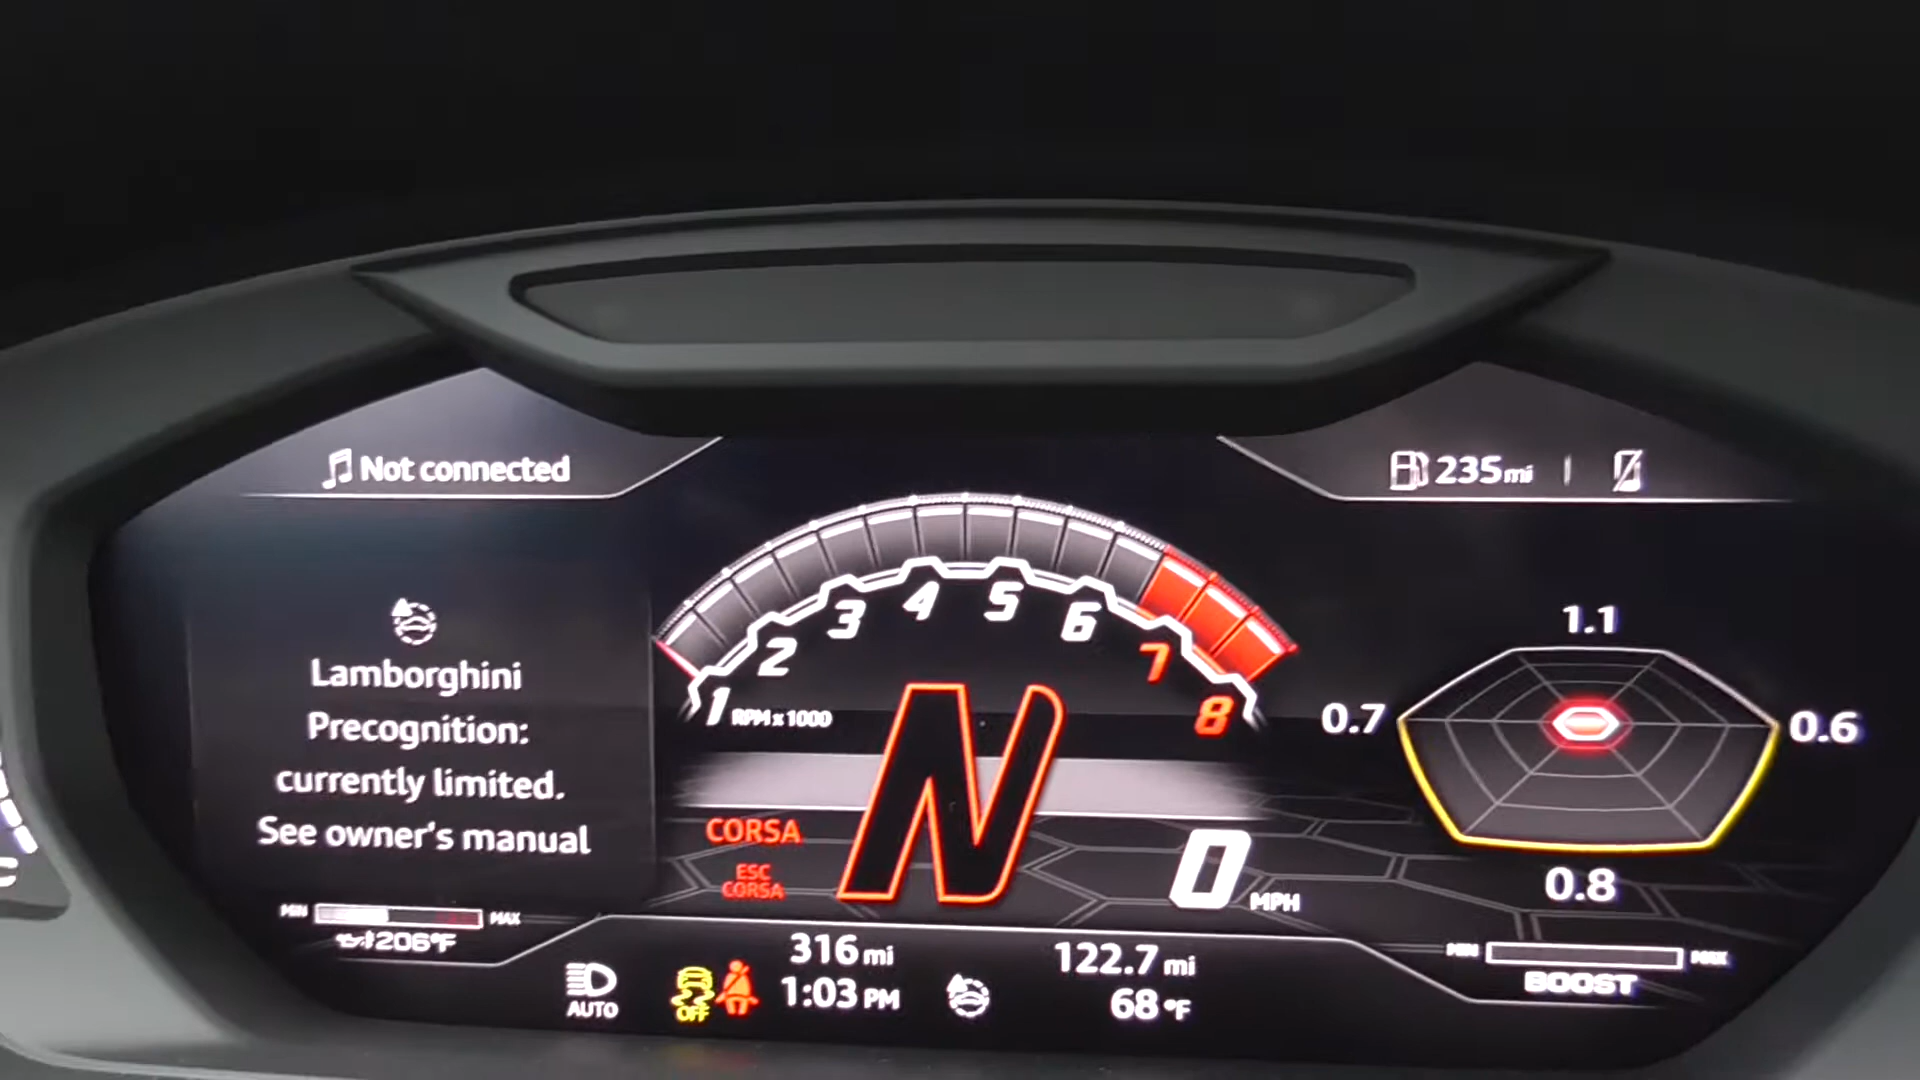 Not connected
235mi
Lamborghini
Precognition:
currently limited.
See owner's manual
MIN
MAX
206°F
1
2
3
4
5
6
7
8
RPM x 1000
N
CORSA
ESC
CORSA
0 MPH
1.1
0.7
0.6
0.8
MIN
MAX
BOOST
AUTO
OFF
316 mi
1:03 PM
122.7 mi
68 °F
C